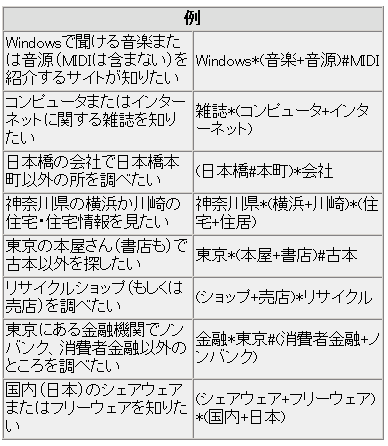 例
Windowsで聞ける音楽また
は音源（MIDIは含まない）を
紹介するサイトが知りたい
Windows*(音楽+音源)#MIDI
コンピュータまたはインター
ネットに関する雑誌を知り
たい
雑誌*(コンピュータ+インタ
ーネット)
日本橋の会社で日本橋本
町以外の所を調べたい
(日本橋#本町)*会社
神奈川県の横浜か川崎の
住宅・住宅情報を見たい
神奈川県*(横浜+川崎)*(住
宅+住居)
東京の本屋さん（書店も）で
古本以外を探したい
東京*(本屋+書店)#古本
リサイクルショップ（もしくは
売店）を調べたい
(ショップ+売店)*リサイクル
東京にある金融機関でノン
バンク、消費者金融以外の
ところを調べたい
金融*東京#(消費者金融+ノ
ンバンク)
国内（日本）のシェアウェア
またはフリーウェアを知りた
い
(シェアウェア+フリーウェア)
*(国内+日本)